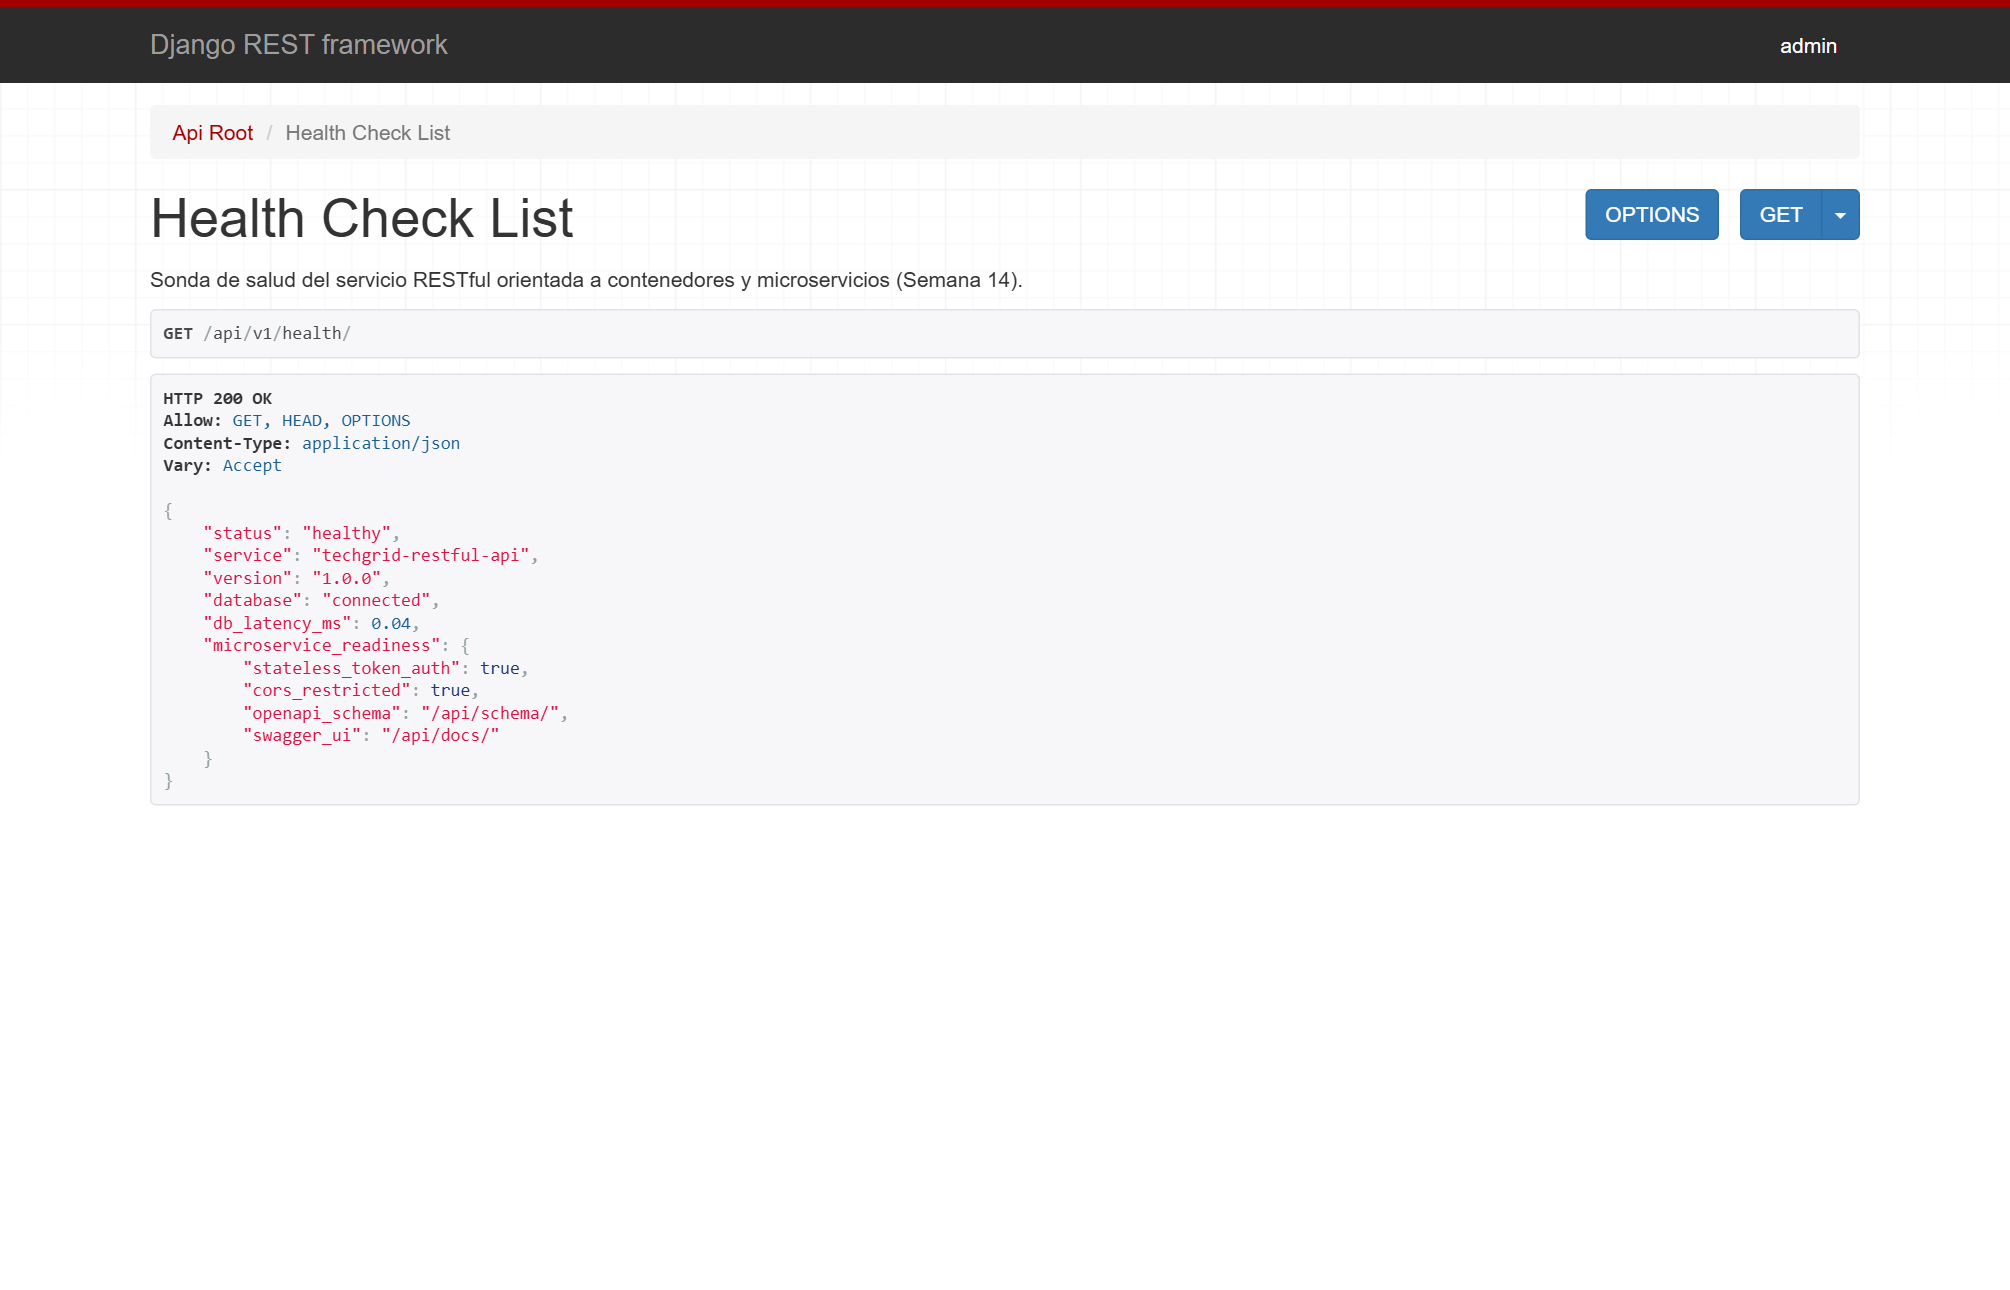 Django REST framework
admin
Api Root / Health Check List
Health Check List
OPTIONS
GET
Sonda de salud del servicio RESTful orientada a contenedores y microservicios (Semana 14).
GET /api/v1/health/
HTTP 200 OK
Allow: GET, HEAD, OPTIONS
Content-Type: application/json
Vary: Accept
{
    "status": "healthy",
    "service": "techgrid-restful-api",
    "version": "1.0.0",
    "database": "connected",
    "db_latency_ms": 0.04,
    "microservice_readiness": {
        "stateless_token_auth": true,
        "cors_restricted": true,
        "openapi_schema": "/api/schema/",
        "swagger_ui": "/api/docs/"
    }
}